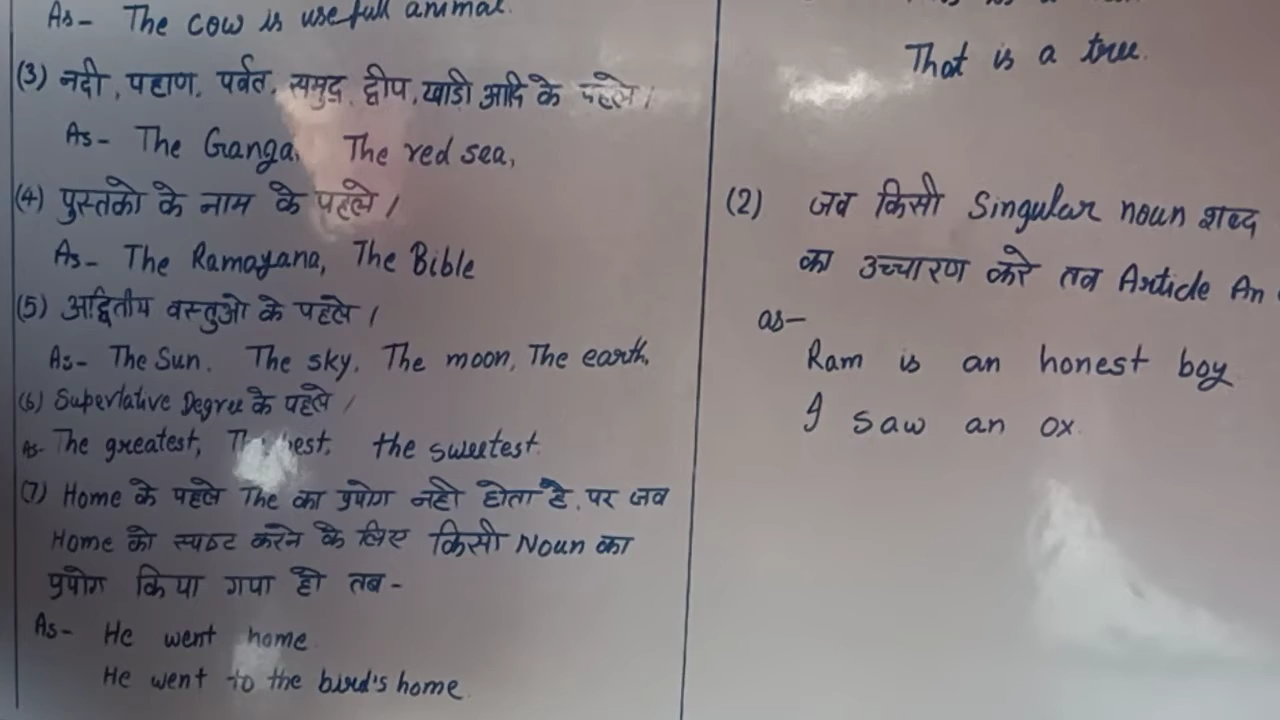 As- The cow is usefull animal.
(3) नदी, पहाण, पर्वत, समुद्र, द्वीप, खाडी आदि के पहले।
As- The Ganga, The red sea,
(4) पुस्तको के नाम के पहले।
As- The Ramayana, The Bible
(5) अद्वितीय वस्तुओ के पहले।
As- The Sun. The sky. The moon, The earth.
(6) Superlative Degree के पहले।
As- The greatest, The best, the sweetest.
(7) Home के पहले The का प्रयोग नही होता है, पर जब
Home को स्पष्ट करने के लिए किसी Noun का
प्रयोग किया गया हो तब -
As- He went home
He went to the bird's home.
That is a tree.
(2) जब किसी Singular noun शब्द
का उच्चारण करे तब Article An
as-
Ram is an honest boy
I saw an ox.